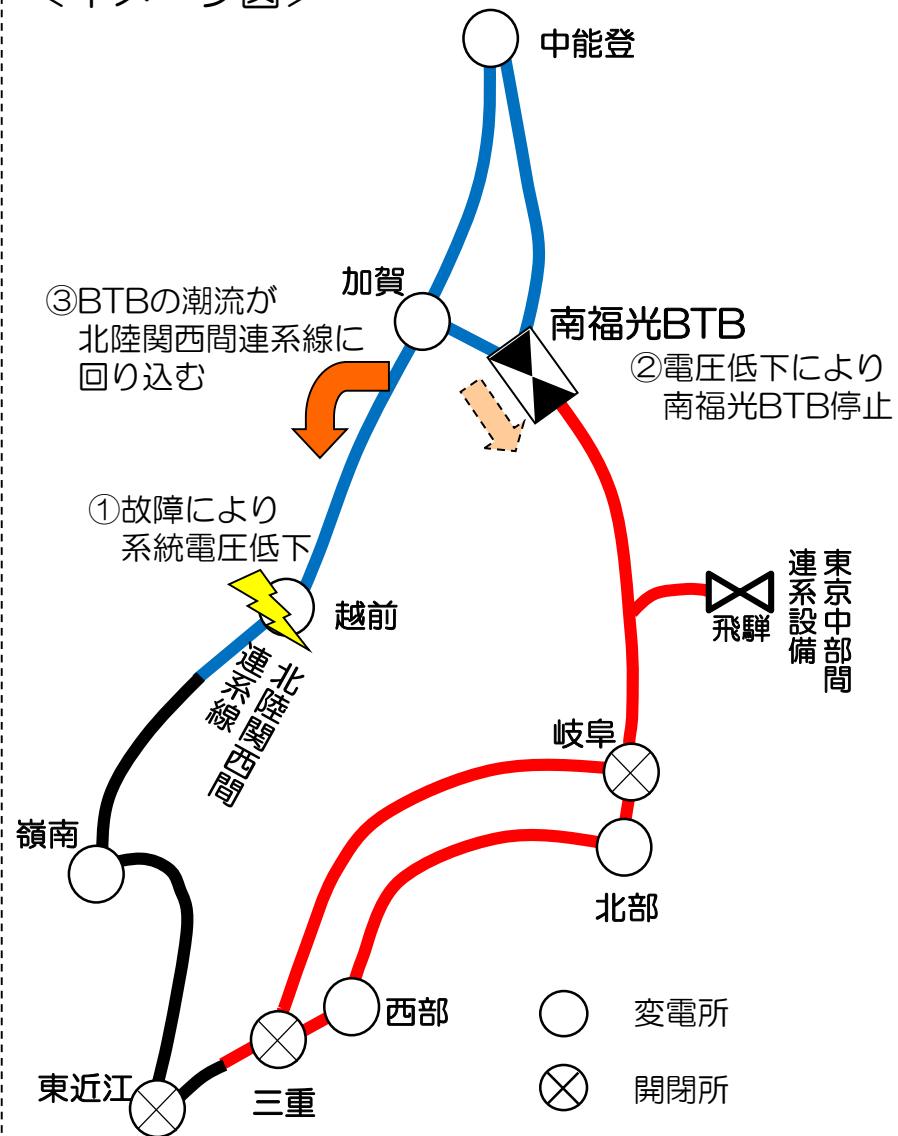 <イメージ図>
中能登
加賀
③BTBの潮流が
北陸関西間連系線に
回り込む
南福光BTB
②電圧低下により
南福光BTB停止
①故障により
系統電圧低下
越前
北陸関西間
連系線
飛騨
東京中部間
連系設備
岐阜
嶺南
北部
西部
変電所
三重
東近江
開閉所